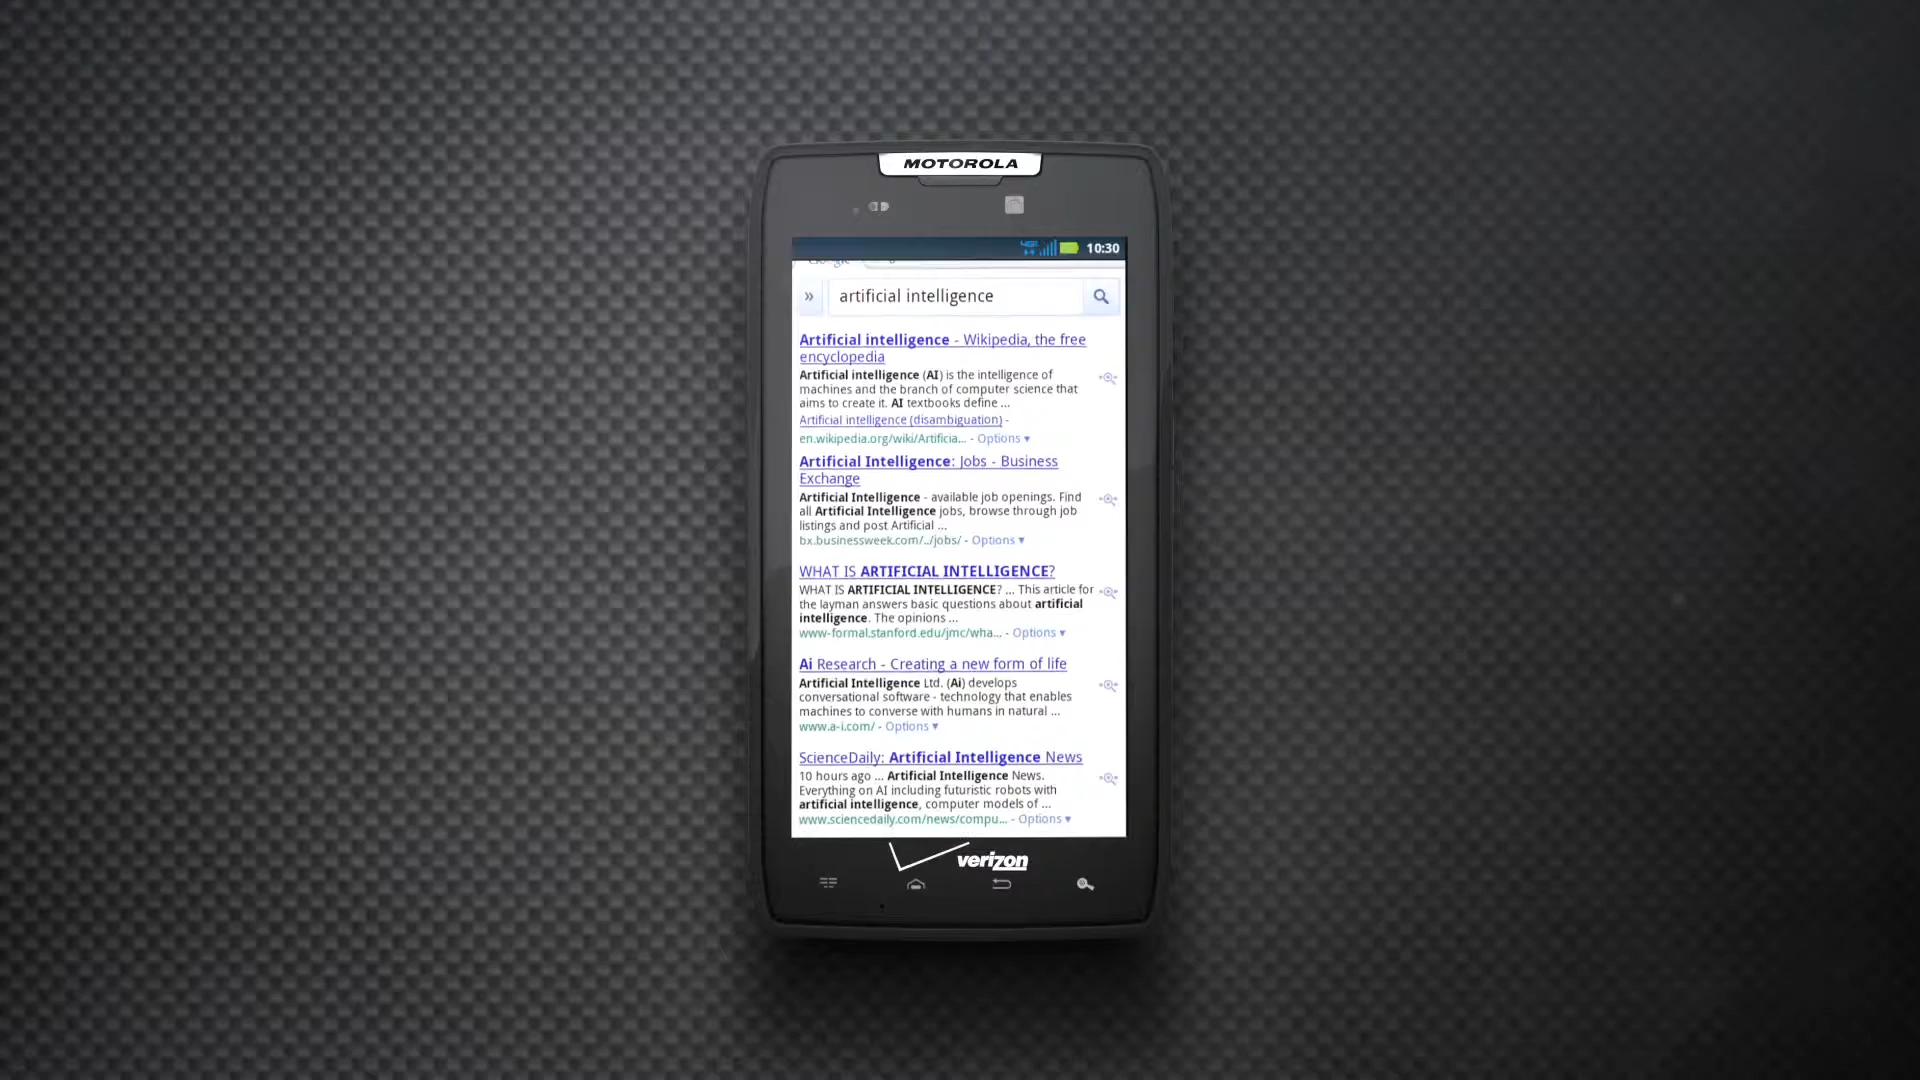 MOTOROLA
4G
10:30
»
artificial intelligence
Artificial intelligence - Wikipedia, the free
encyclopedia
Artificial intelligence (AI) is the intelligence of
machines and the branch of computer science that
aims to create it. AI textbooks define ...
Artificial intelligence (disambiguation) -
en.wikipedia.org/wiki/Artificia... - Options ▾
Artificial Intelligence: Jobs - Business
Exchange
Artificial Intelligence - available job openings. Find
all Artificial Intelligence jobs, browse through job
listings and post Artificial ...
bx.businessweek.com/../jobs/ - Options ▾
WHAT IS ARTIFICIAL INTELLIGENCE?
WHAT IS ARTIFICIAL INTELLIGENCE? ... This article for
the layman answers basic questions about artificial
intelligence. The opinions ...
www-formal.stanford.edu/jmc/wha... - Options ▾
Ai Research - Creating a new form of life
Artificial Intelligence Ltd. (Ai) develops
conversational software - technology that enables
machines to converse with humans in natural ...
www.a-i.com/ - Options ▾
ScienceDaily: Artificial Intelligence News
10 hours ago ... Artificial Intelligence News.
Everything on AI including futuristic robots with
artificial intelligence, computer models of ...
www.sciencedaily.com/news/compu... - Options ▾
verizon